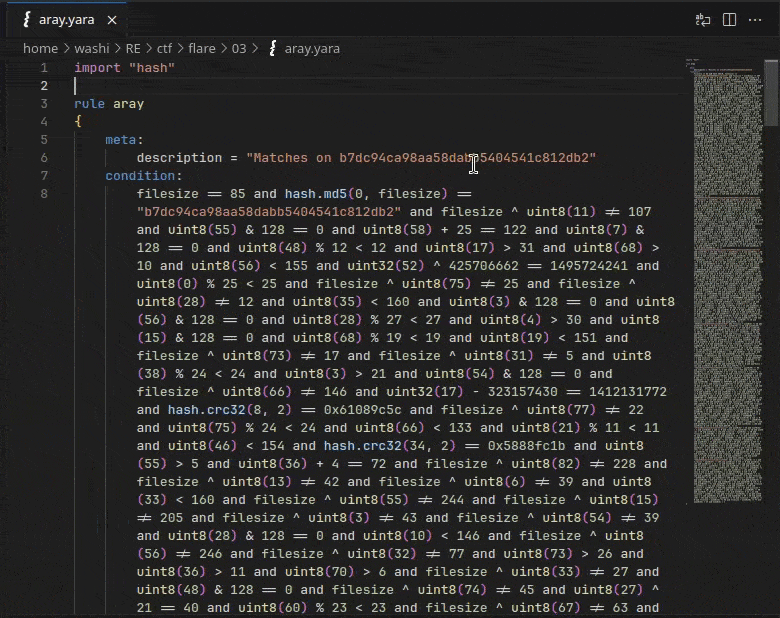 aray.yara ×
home > washi > RE > ctf > flare > 03 > aray.yara
1 import "hash"
2
3 rule aray
4 {
5 meta:
6 description = "Matches on b7dc94ca98aa58dabb5404541c812db2"
7 condition:
8 filesize == 85 and hash.md5(0, filesize) ==
"b7dc94ca98aa58dabb5404541c812db2" and filesize ^ uint8(11) != 107
and uint8(55) & 128 == 0 and uint8(58) + 25 == 122 and uint8(7) &
128 == 0 and uint8(48) % 12 < 12 and uint8(17) > 31 and uint8(68) >
10 and uint8(56) < 155 and uint32(52) ^ 425706662 == 1495724241 and
uint8(0) % 25 < 25 and filesize ^ uint8(75) != 25 and filesize ^
uint8(28) != 12 and uint8(35) < 160 and uint8(3) & 128 == 0 and uint8
(56) & 128 == 0 and uint8(28) % 27 < 27 and uint8(4) > 30 and uint8
(15) & 128 == 0 and uint8(68) % 19 < 19 and uint8(19) < 151 and
filesize ^ uint8(73) != 17 and filesize ^ uint8(31) != 5 and uint8
(38) % 24 < 24 and uint8(3) > 21 and uint8(54) & 128 == 0 and
filesize ^ uint8(66) != 146 and uint32(17) - 323157430 == 1412131772
and hash.crc32(8, 2) == 0x61089c5c and filesize ^ uint8(77) != 22
and uint8(75) % 24 < 24 and uint8(66) < 133 and uint8(21) % 11 < 11
and uint8(46) < 154 and hash.crc32(34, 2) == 0x5888fc1b and uint8
(55) > 5 and uint8(36) + 4 == 72 and filesize ^ uint8(82) != 228 and
filesize ^ uint8(13) != 42 and filesize ^ uint8(6) != 39 and uint8
(33) < 160 and filesize ^ uint8(55) != 244 and filesize ^ uint8(15)
!= 205 and filesize ^ uint8(3) != 43 and filesize ^ uint8(54) != 39
and uint8(28) & 128 == 0 and uint8(10) < 146 and filesize ^ uint8
(56) != 246 and filesize ^ uint8(32) != 77 and uint8(73) > 26 and
uint8(36) > 11 and uint8(70) > 6 and filesize ^ uint8(33) != 27 and
uint8(48) & 128 == 0 and filesize ^ uint8(74) != 45 and uint8(27) ^
21 == 40 and uint8(60) % 23 < 23 and filesize ^ uint8(67) != 63 and